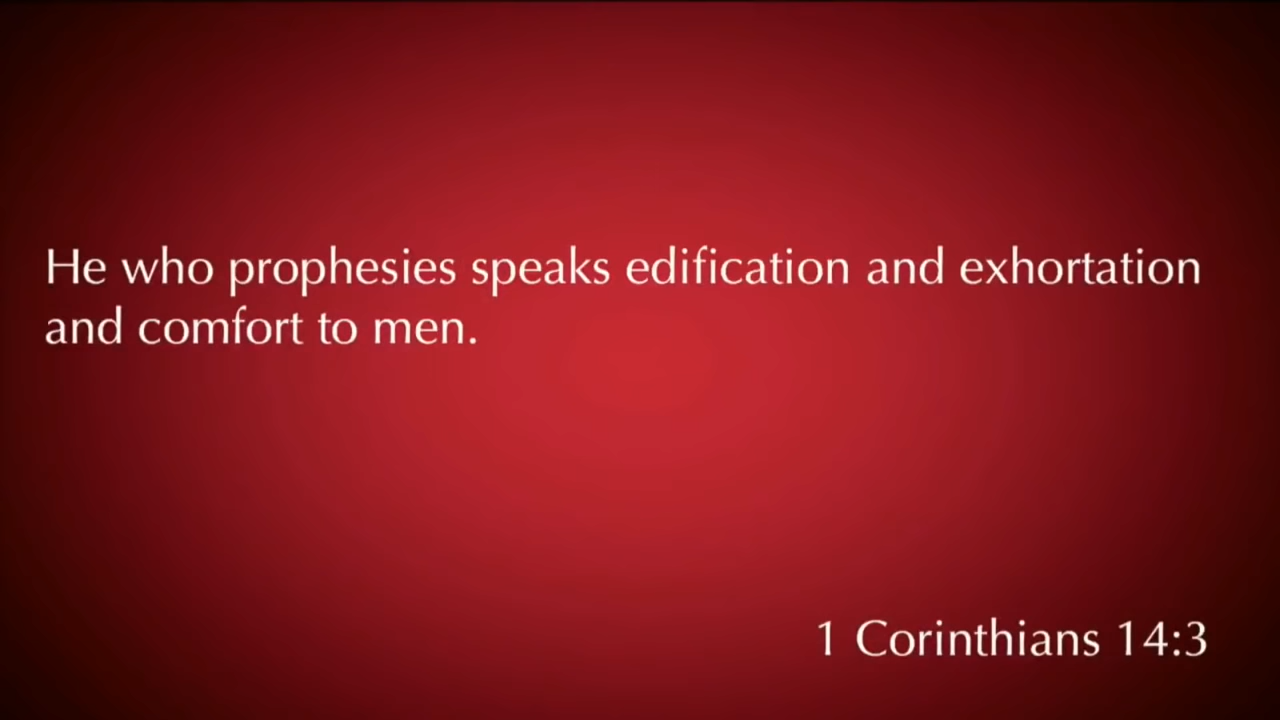 He who prophesies speaks edification and exhortation
and comfort to men.
1 Corinthians 14:3